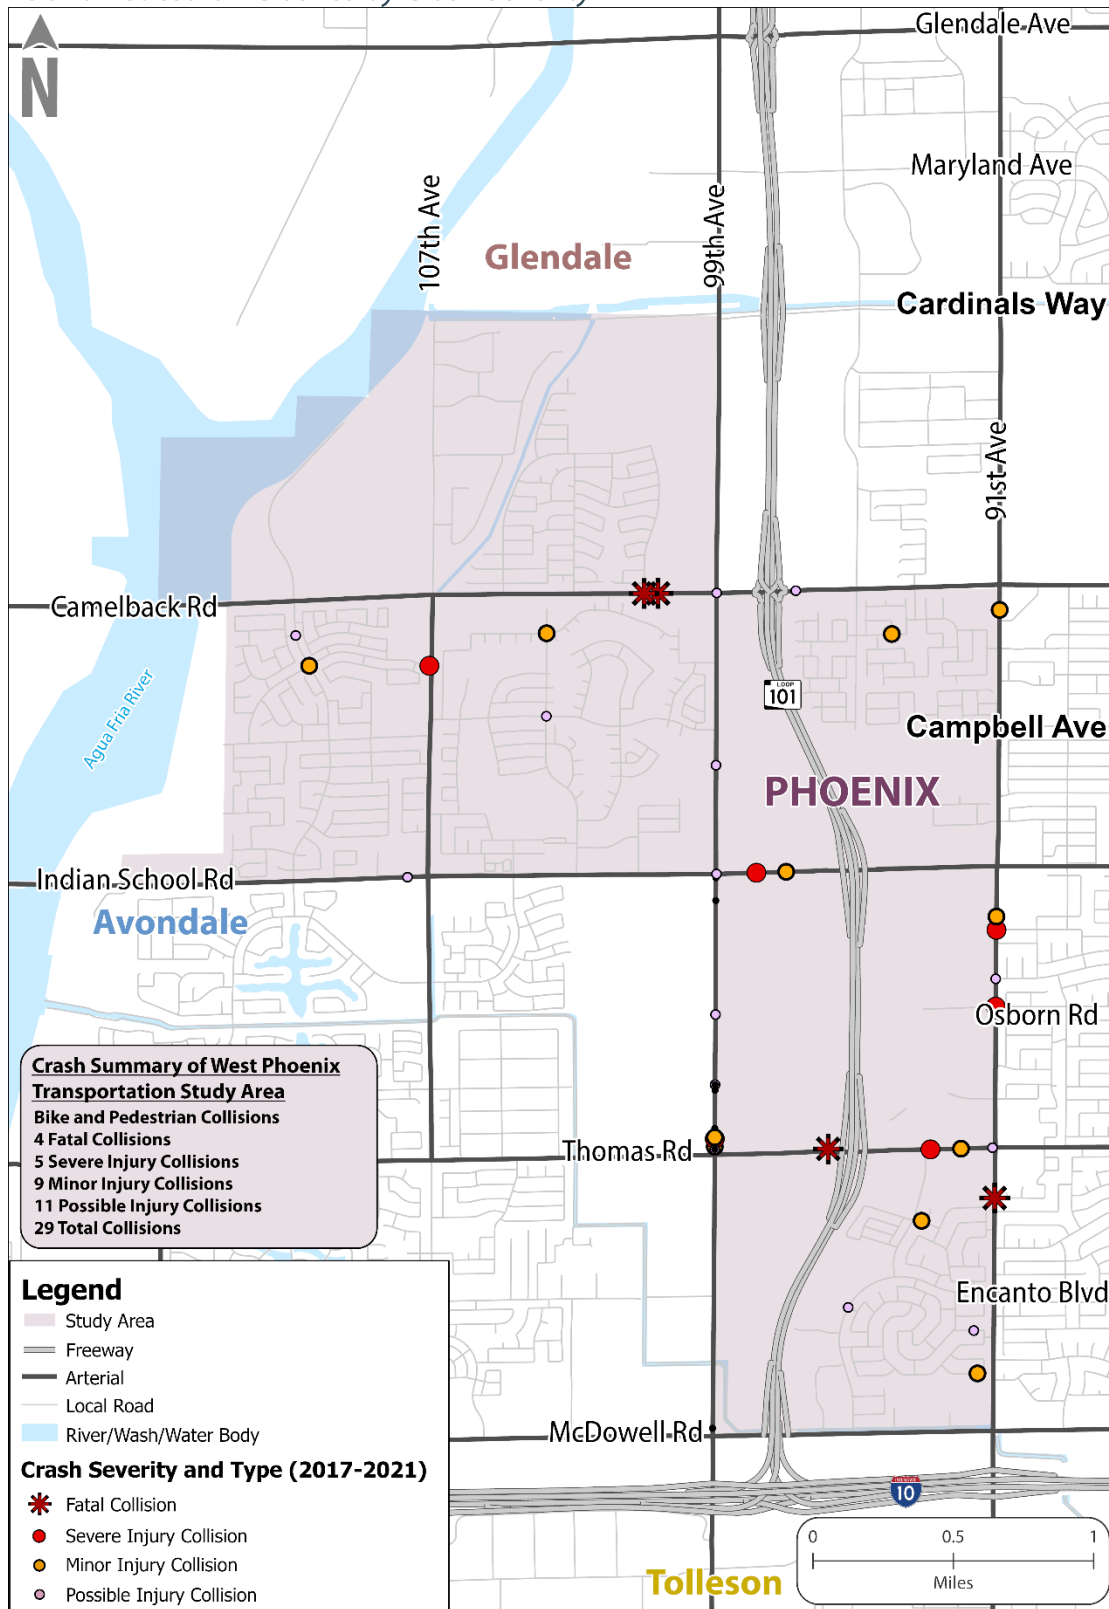 Glendale Ave
N
Maryland Ave
107th Ave
99th Ave
Glendale
Cardinals Way
91st Ave
Camelback Rd
LOOP
101
Agua Fria River
Campbell Ave
PHOENIX
Indian School Rd
Avondale
Osborn Rd
Crash Summary of West Phoenix
Transportation Study Area
Bike and Pedestrian Collisions
4 Fatal Collisions
5 Severe Injury Collisions
9 Minor Injury Collisions
11 Possible Injury Collisions
29 Total Collisions
Thomas Rd
Encanto Blvd
McDowell Rd
10
Legend
Study Area
Freeway
Arterial
Local Road
River/Wash/Water Body
Crash Severity and Type (2017-2021)
Fatal Collision
Severe Injury Collision
Minor Injury Collision
Possible Injury Collision
Tolleson
0 0.5 1
Miles